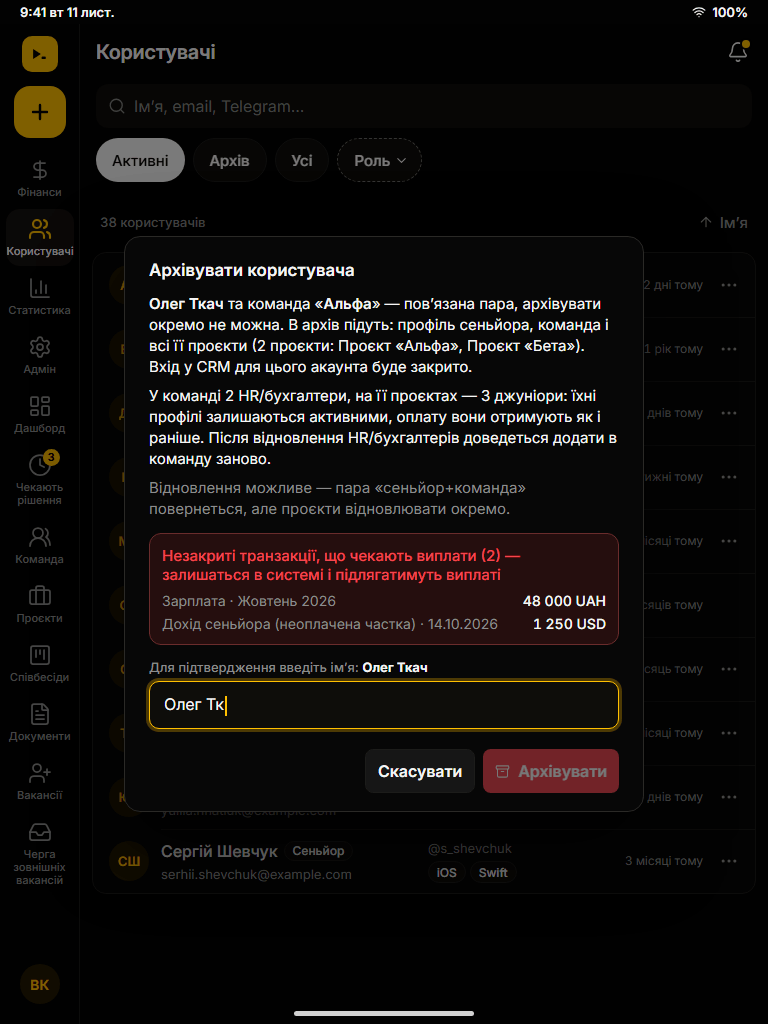 9:41 вт 11 лист.
100%
Користувачі
Ім'я, email, Telegram...
Активні
Архів
Усі
Роль
38 користувачів
Ім'я
Фінанси
Користувачі
Статистика
Адмін
Дашборд
3
Чекають
рішення
Команда
Проєкти
Співбесіди
Документи
Вакансії
Черга
зовнішніх
вакансій
ВК
2 дні тому
1 рік тому
днів тому
місяці тому
сяців тому
місяць тому
місяці тому
днів тому
Архівувати користувача
Олег Ткач та команда «Альфа» — пов'язана пара, архівувати
окремо не можна. В архів підуть: профіль сеньйора, команда і
всі її проєкти (2 проєкти: Проєкт «Альфа», Проєкт «Бета»).
Вхід у CRM для цього акаунта буде закрито.
У команді 2 HR/бухгалтери, на її проєктах — 3 джуніори: їхні
профілі залишаються активними, оплату вони отримують як і
раніше. Після відновлення HR/бухгалтерів доведеться додати в
команду заново.
Відновлення можливе — пара «сеньйор+команда»
повернеться, але проєкти відновлювати окремо.
Незакриті транзакції, що чекають виплати (2) —
залишаться в системі і підлягатимуть виплаті
Зарплата · Жовтень 2026 48 000 UAH
Дохід сеньйора (неоплачена частка) · 14.10.2026 1 250 USD
Для підтвердження введіть ім'я: Олег Ткач
Олег Тк
Скасувати
Архівувати
СШ
Сергій Шевчук Сеньйор
serhii.shevchuk@example.com
@s_shevchuk
iOS Swift
3 місяці тому